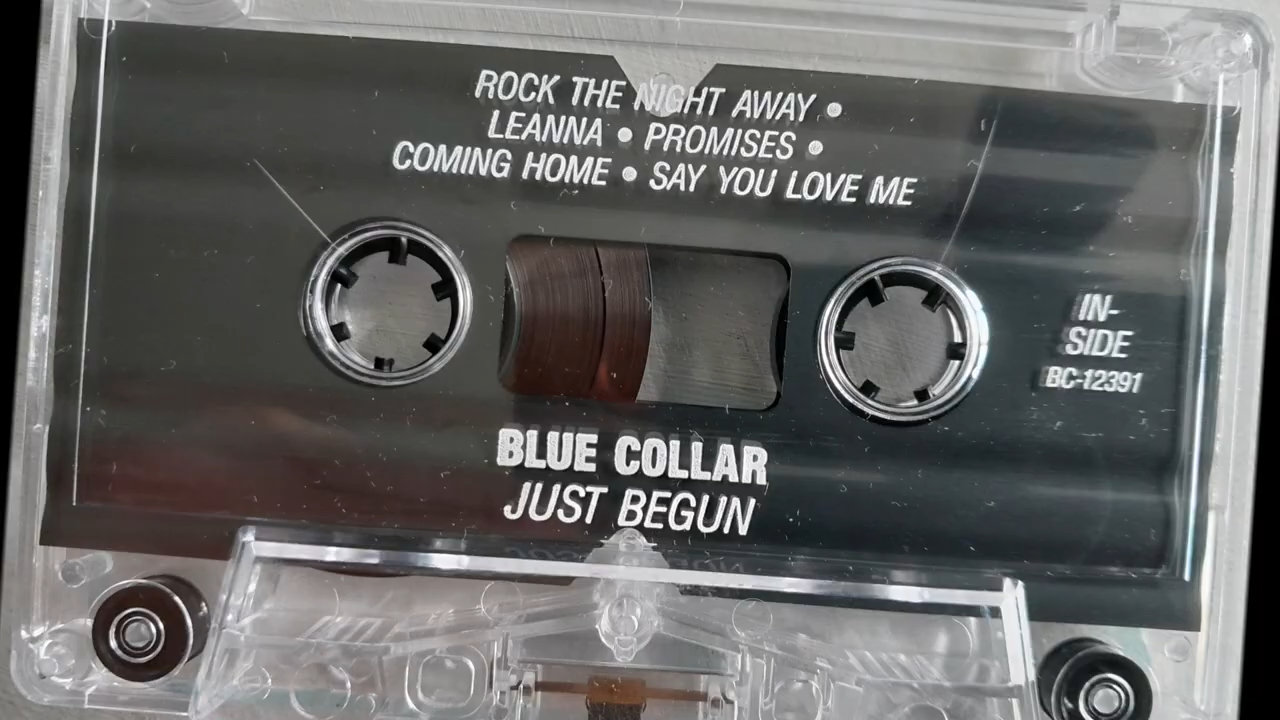 ROCK THE NIGHT AWAY •
LEANNA • PROMISES •
COMING HOME • SAY YOU LOVE ME
IN-
SIDE
BC-12391
BLUE COLLAR
JUST BEGUN